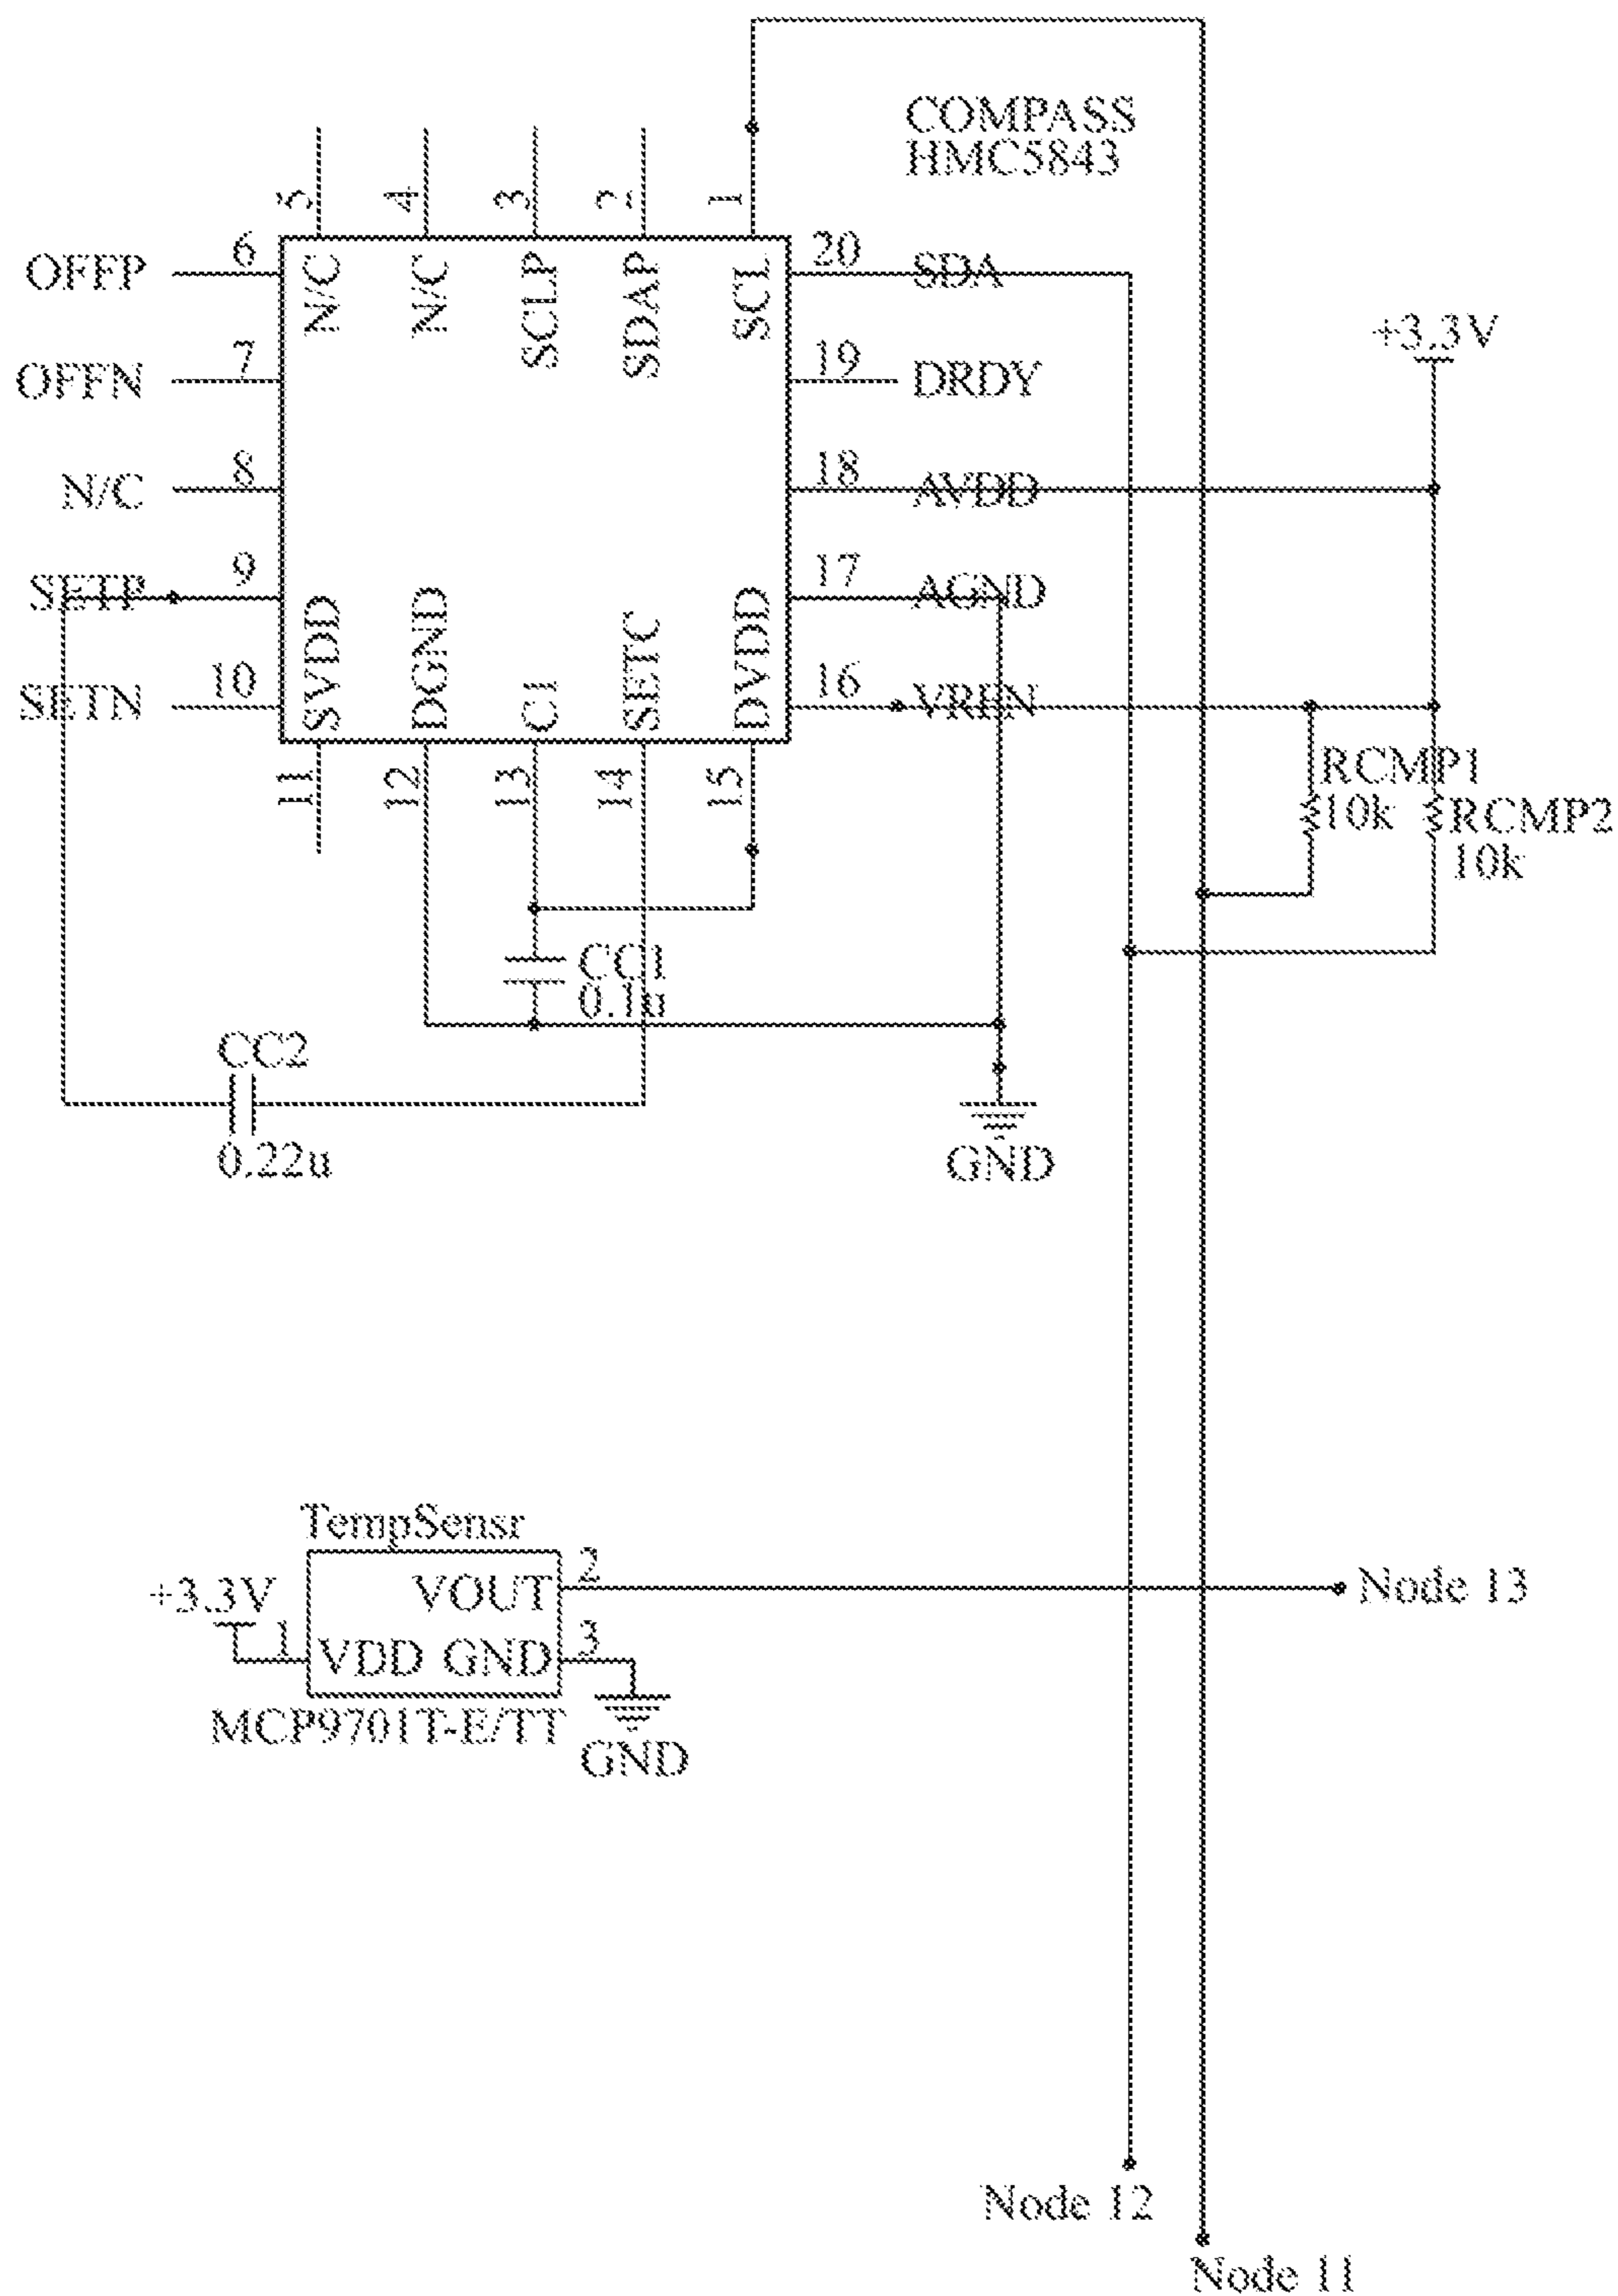 COMPASS
HMC5843
5
4
3
2
1
OFFP
6
N/C
N/C
SCLP
SDAP
SCL
20
SDA
OFFN
7
19
DRDY
+3.3V
N/C
8
18
AVDD
SETP
9
17
AGND
SETN
10
SVDD
DGND
C1
SETC
DVDD
16
VREN
11
12
13
14
15
RCMP1
10k
RCMP2
10k
CC1
0.1u
CC2
0.22u
GND
TempSensr
+3.3V
1
VOUT
2
Node 13
VDD GND
3
MCP9701T-E/TT
GND
Node 12
Node 11